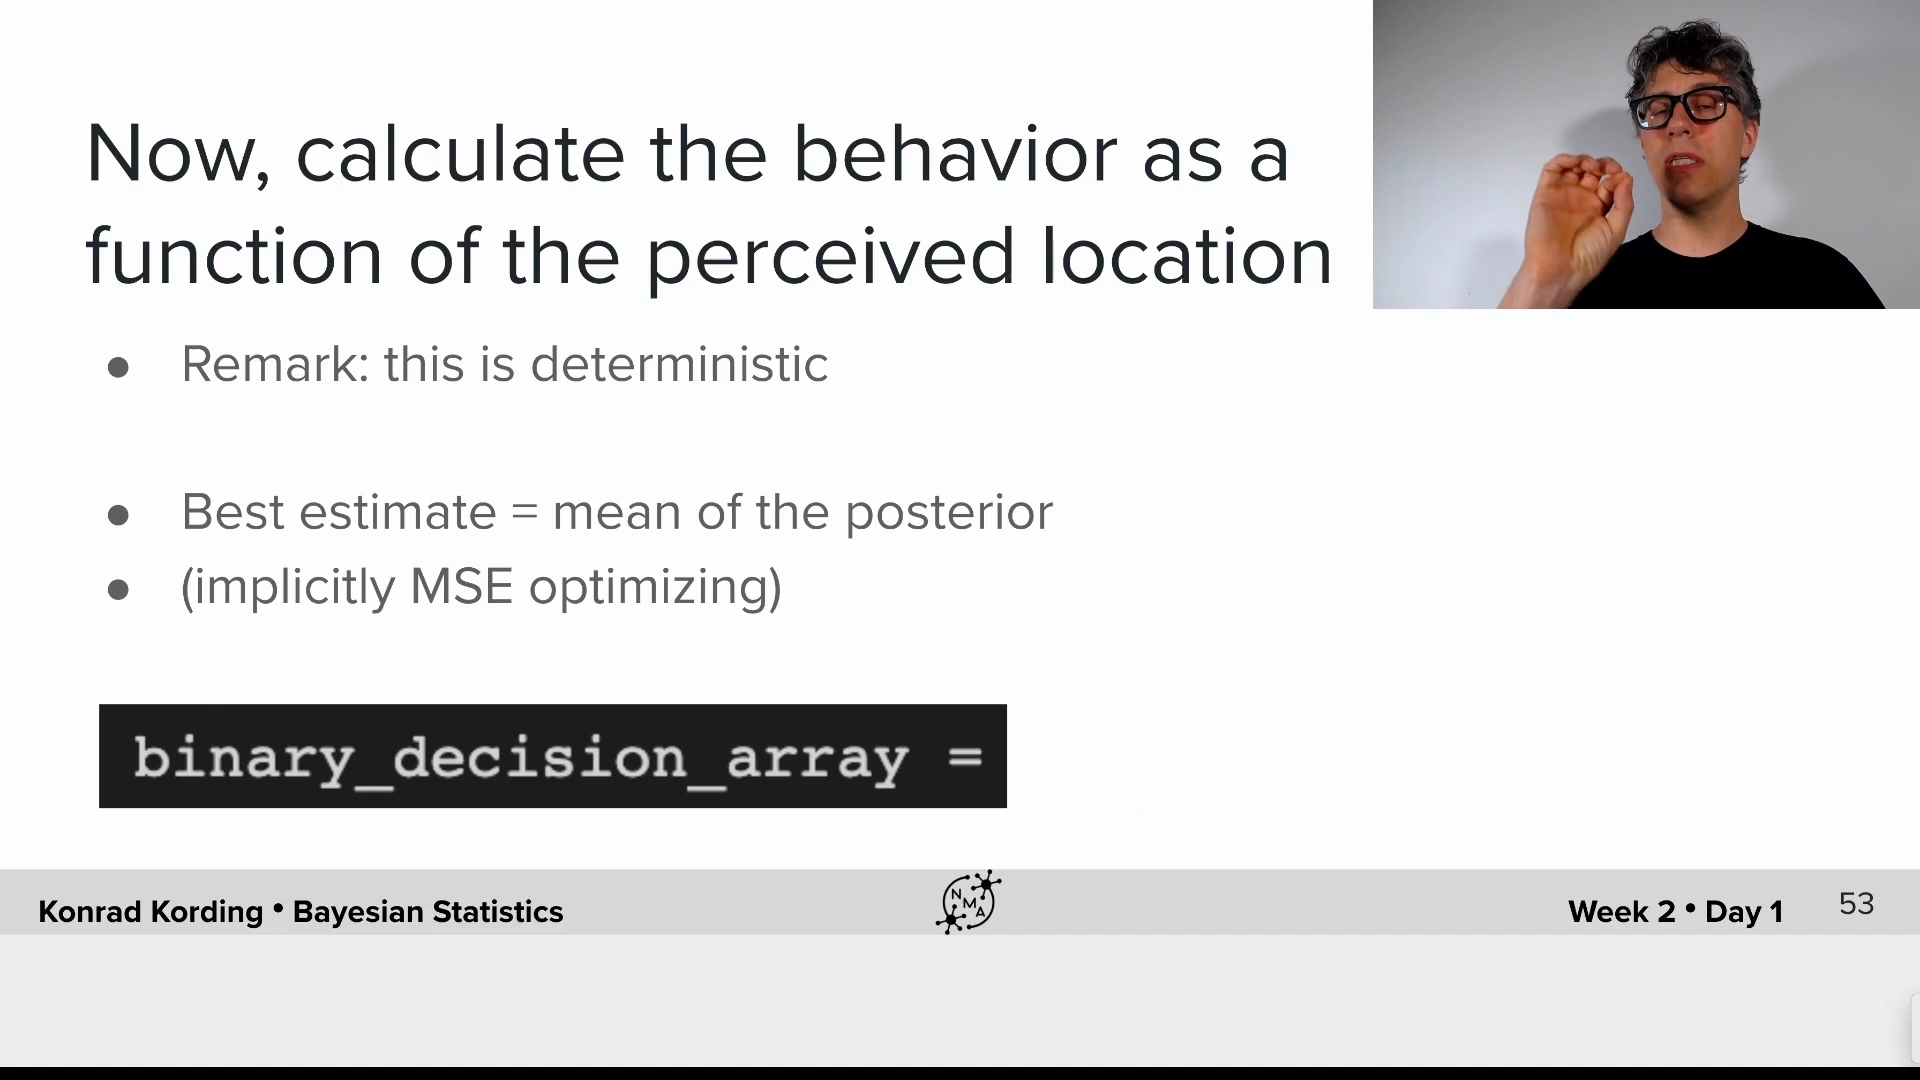 Now, calculate the behavior as a
function of the perceived location
● Remark: this is deterministic
● Best estimate = mean of the posterior
● (implicitly MSE optimizing)
binary_decision_array =
Konrad Kording • Bayesian Statistics
NMA
Week 2 • Day 1
53